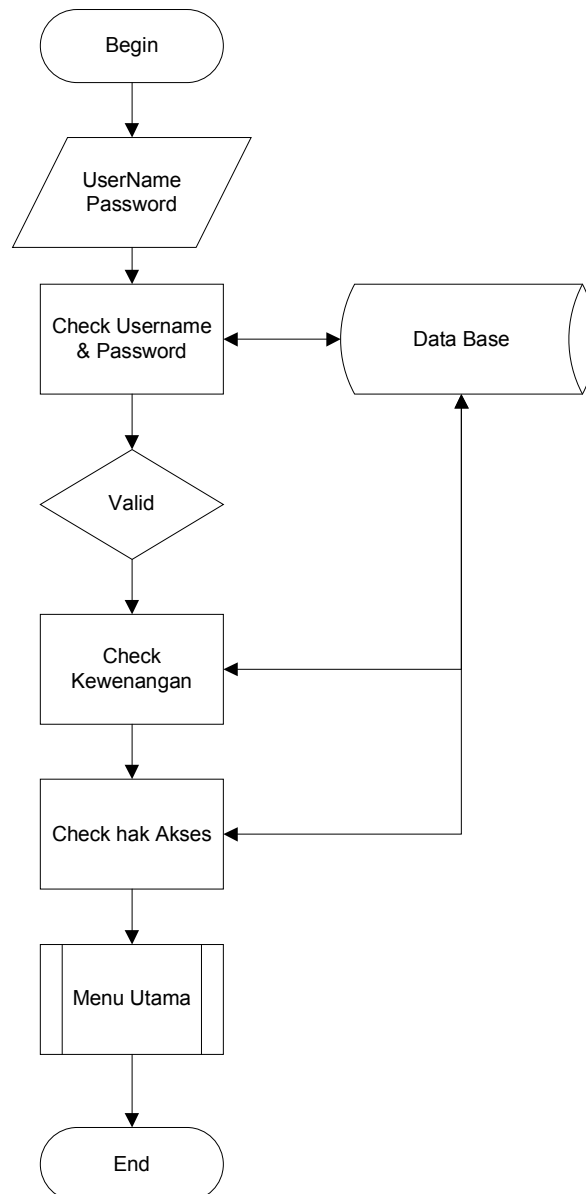 Begin
UserName
Password
Check Username
& Password
Data Base
Valid
Check
Kewenangan
Check hak Akses
Menu Utama
End